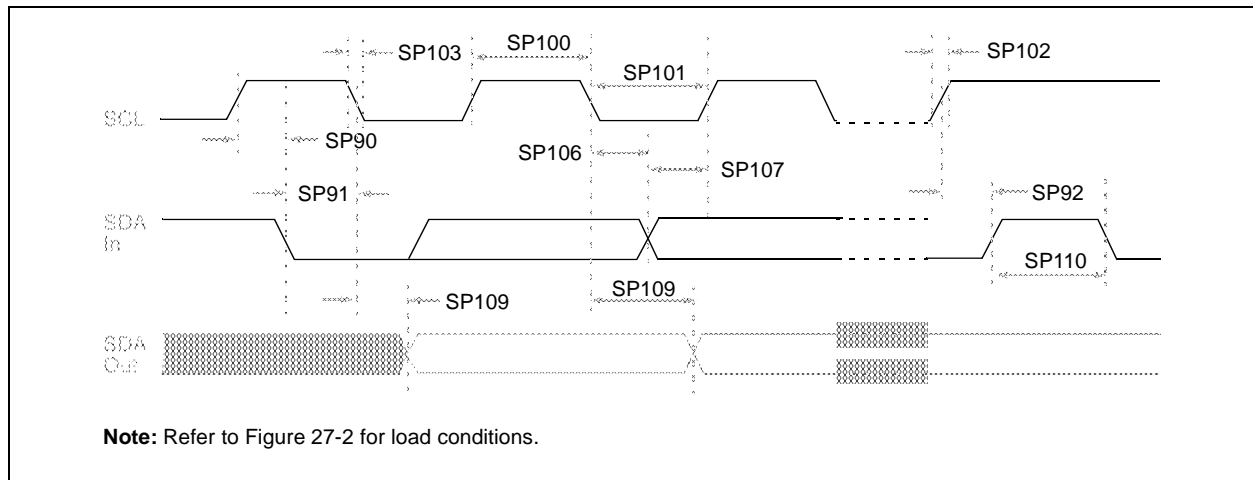 SP103
SP100
SP101
SP102
SCL
SP90
SP106
SP107
SP91
SP92
SDA
In
SP110
SP109
SP109
SDA
Out
Note: Refer to Figure 27-2 for load conditions.